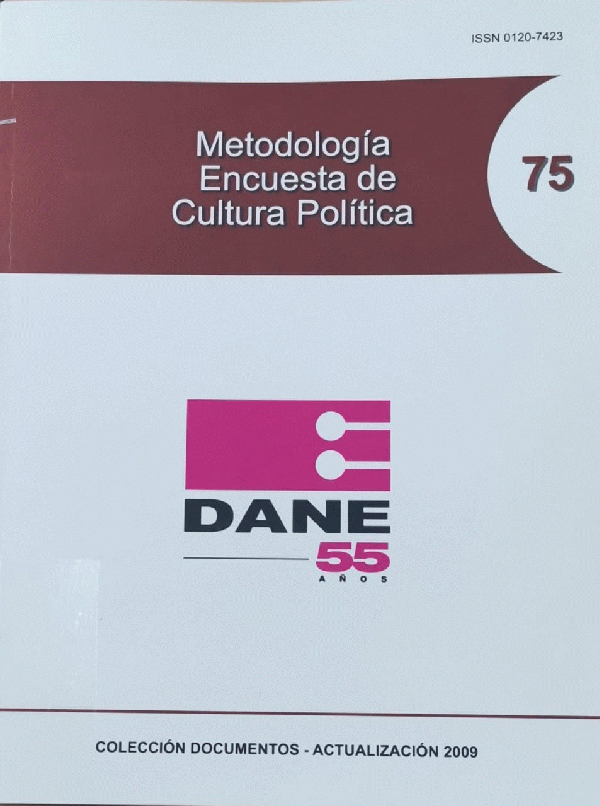 ISSN 0120-7423
Metodología
Encuesta de
Cultura Política
75
DANE
55
AÑOS
COLECCIÓN DOCUMENTOS - ACTUALIZACIÓN 2009